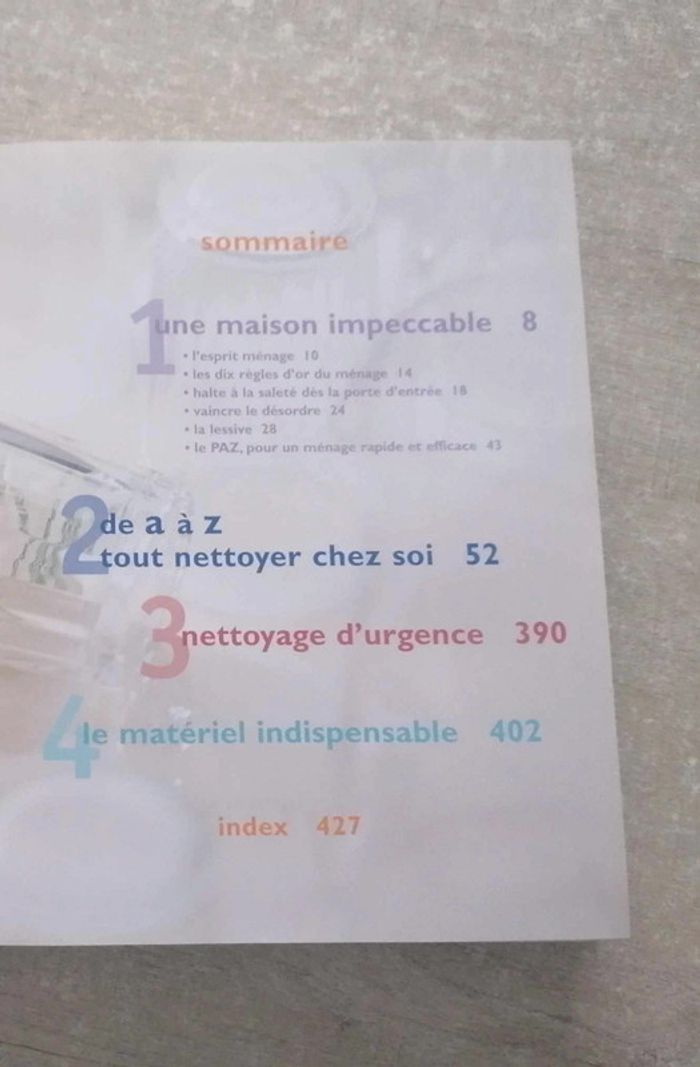 sommaire
1 une maison impeccable 8
• l'esprit ménage 10
• les dix règles d'or du ménage 14
• halte à la saleté dès la porte d'entrée 18
• vaincre le désordre 24
• la lessive 28
• le PAZ, pour un ménage rapide et efficace 43
2 de a à z
tout nettoyer chez soi 52
3 nettoyage d'urgence 390
4 le matériel indispensable 402
index 427